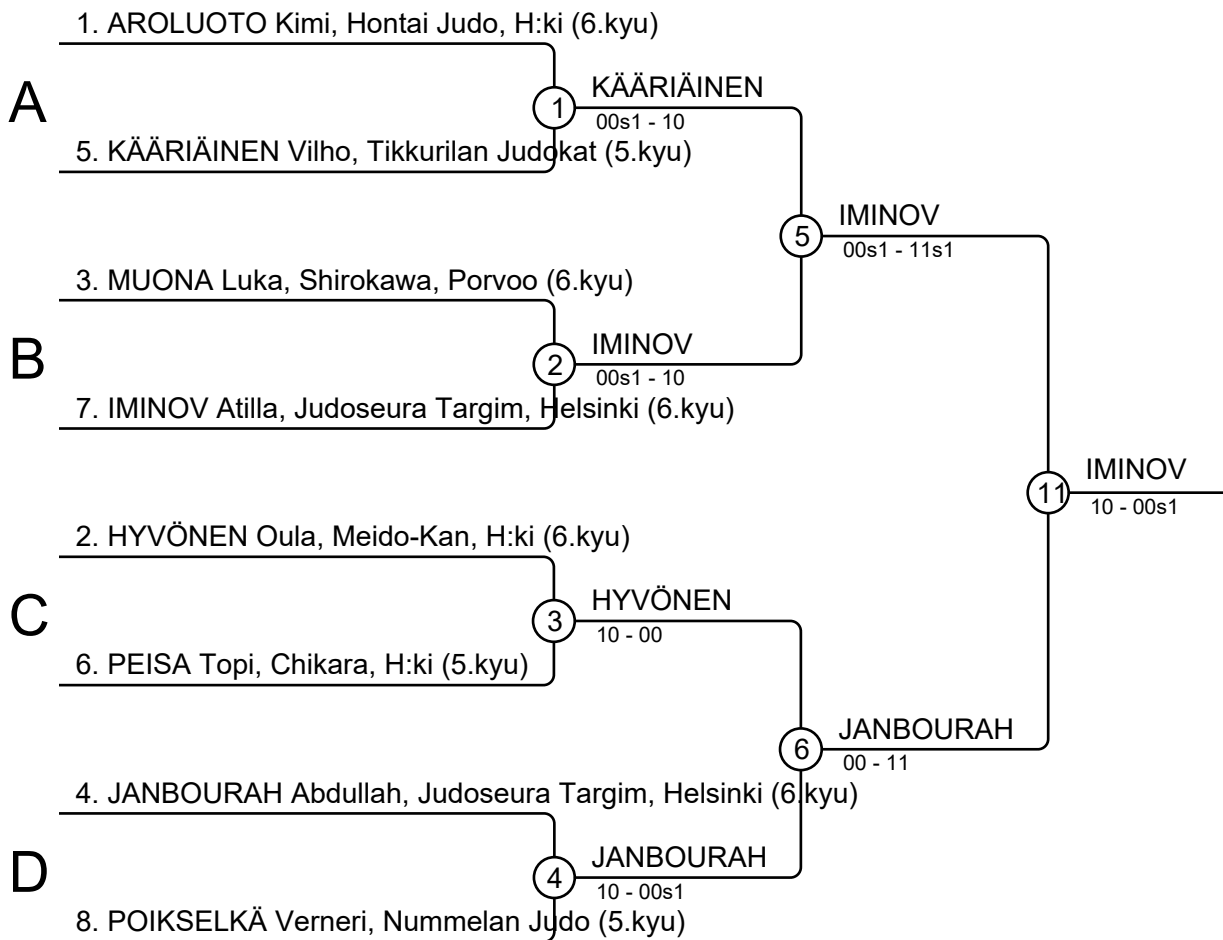 1. AROLUOTO Kimi, Hontai Judo, H:ki (6.kyu)
A
1
KÄÄRIÄINEN
00s1 - 10
5. KÄÄRIÄINEN Vilho, Tikkurilan Judokat (5.kyu)
5
IMINOV
00s1 - 11s1
3. MUONA Luka, Shirokawa, Porvoo (6.kyu)
B
2
IMINOV
00s1 - 10
7. IMINOV Atilla, Judoseura Targim, Helsinki (6.kyu)
11
IMINOV
10 - 00s1
2. HYVÖNEN Oula, Meido-Kan, H:ki (6.kyu)
C
3
HYVÖNEN
10 - 00
6. PEISA Topi, Chikara, H:ki (5.kyu)
6
JANBOURAH
00 - 11
4. JANBOURAH Abdullah, Judoseura Targim, Helsinki (6.kyu)
D
4
JANBOURAH
10 - 00s1
8. POIKSELKÄ Verneri, Nummelan Judo (5.kyu)